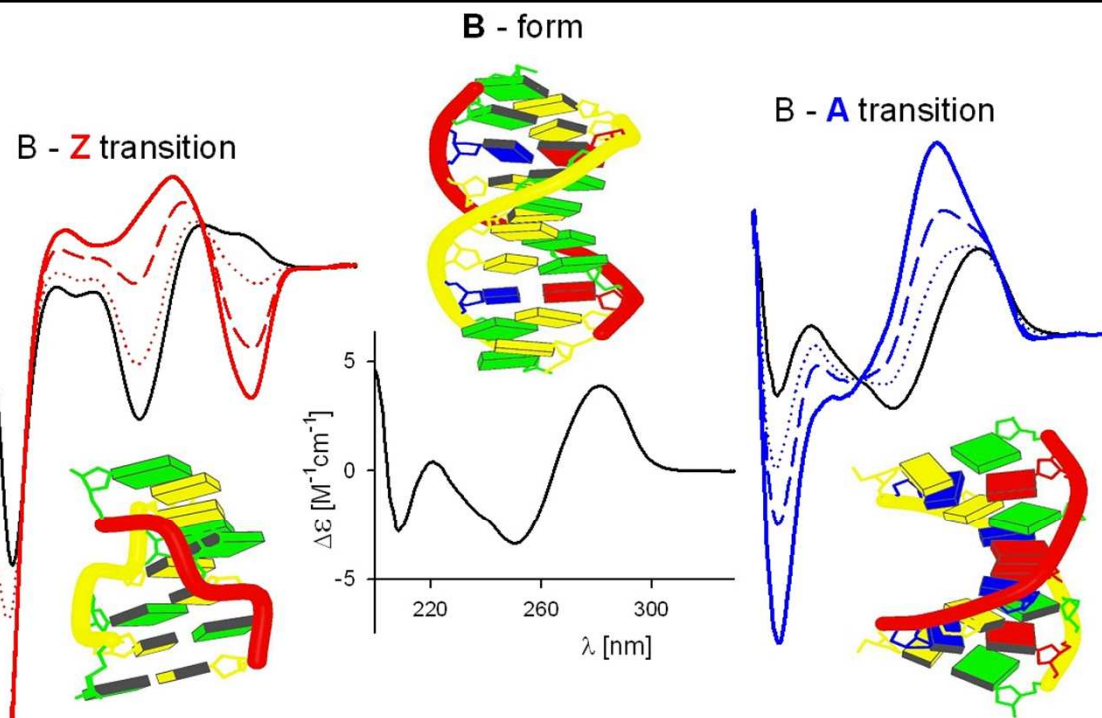 B - form
B - Z transition
B - A transition
Δε [M⁻¹cm⁻¹]
5
0
-5
220
260
300
λ [nm]